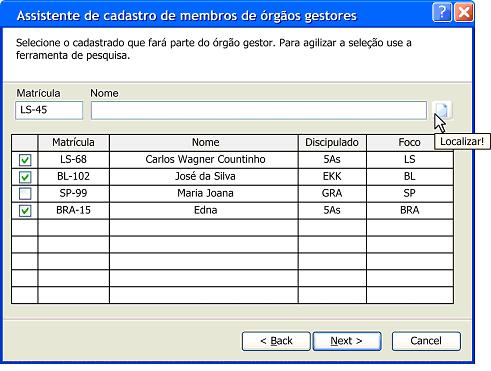 Assistente de cadastro de membros de órgãos gestores
Selecione o cadastrado que fará parte do órgão gestor. Para agilizar a seleção use a
ferramenta de pesquisa.
Matrícula Nome
LS-45
Localizar!
Matrícula Nome Discipulado Foco
LS-68 Carlos Wagner Countinho 5As LS
BL-102 José da Silva EKK BL
SP-99 Maria Joana GRA SP
BRA-15 Edna 5As BRA
< Back Next > Cancel